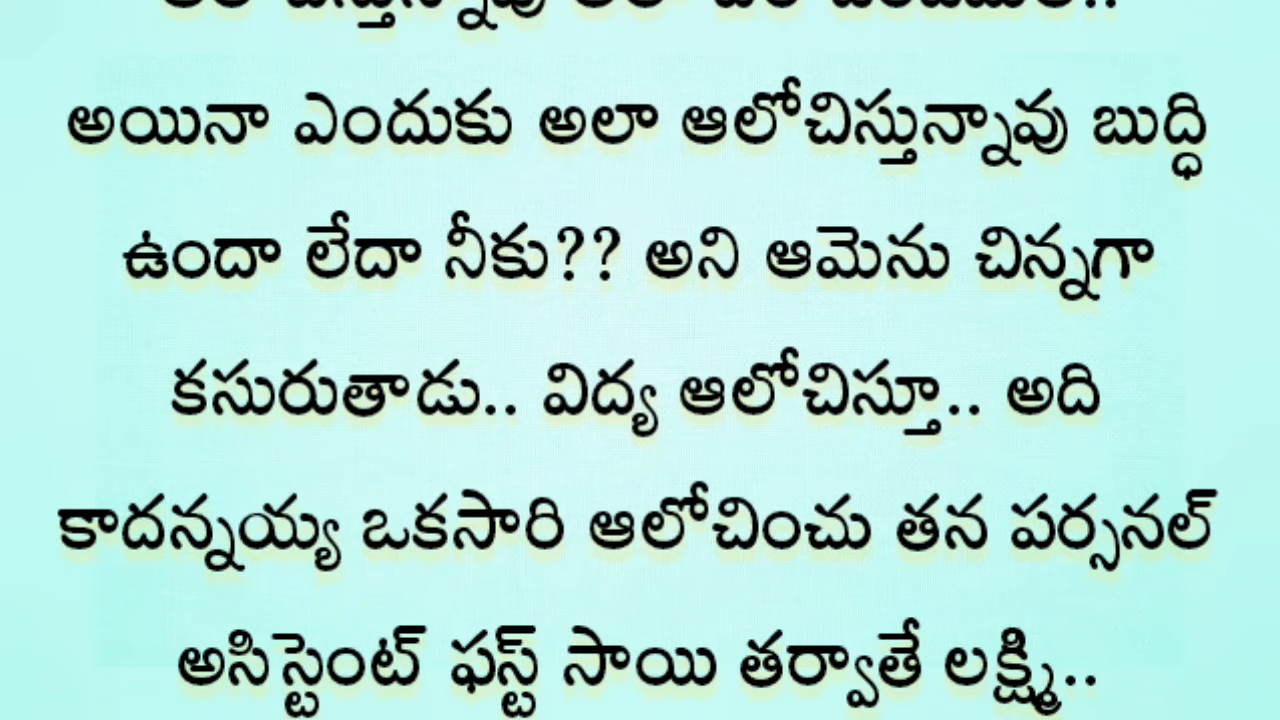 అయినా ఎందుకు అలా ఆలోచిస్తున్నావు బుద్ధి
ఉందా లేదా నీకు?? అని ఆమెను చిన్నగా
కసురుతాడు.. విద్య ఆలోచిస్తూ.. అది
కాదన్నయ్య ఒకసారి ఆలోచించు తన పర్సనల్
అసిస్టెంట్ ఫస్ట్ సాయి తర్వాతే లక్ష్మి..